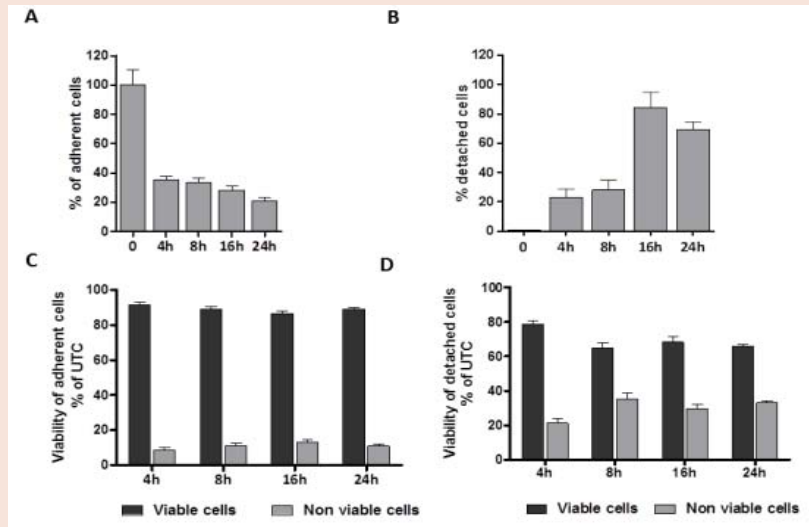 A
% of adherent cells
120
100
80
60
40
20
0
0 4h 8h 16h 24h
B
% detached cells
120
100
80
60
40
20
0
0 4h 8h 16h 24h
C
Viability of adherent cells
% of UTC
100
80
60
40
20
0
4h 8h 16h 24h
Viable cells Non viable cells
D
Viability of detached cells
% of UTC
100
80
60
40
20
0
4h 8h 16h 24h
Viable cells Non viable cells